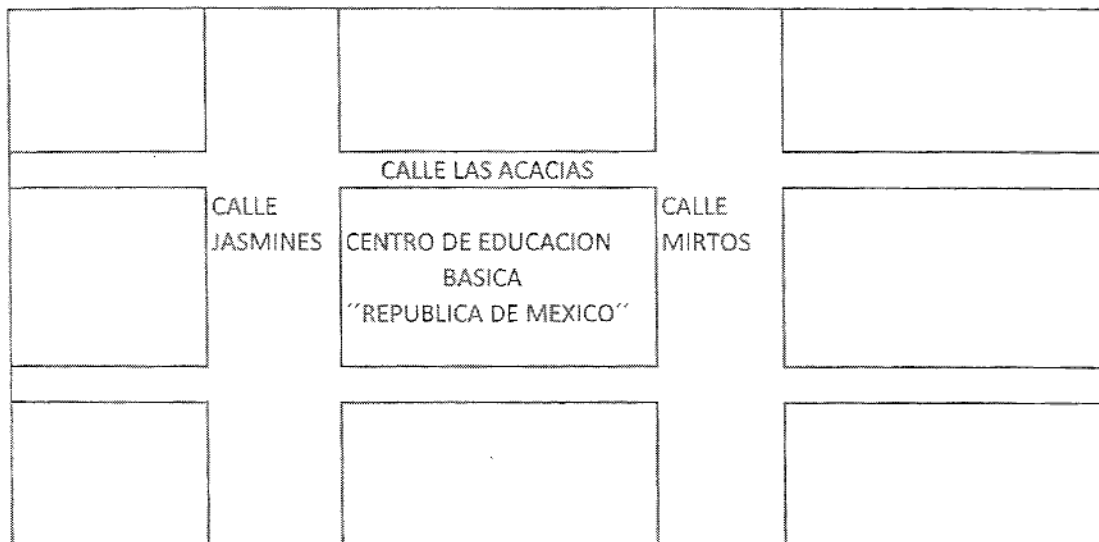 CALLE LAS ACACIAS
CALLE
JASMINES
CENTRO DE EDUCACION
BASICA
´´REPUBLICA DE MEXICO´´
CALLE
MIRTOS